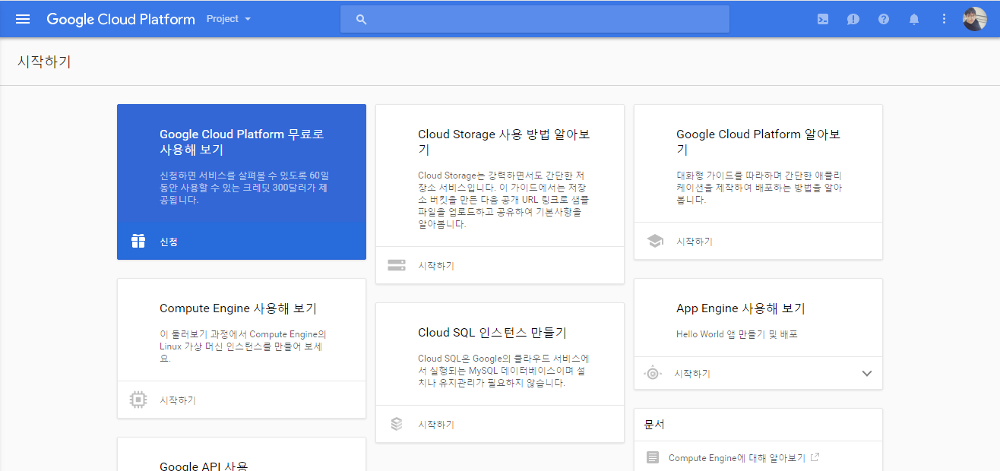 Google Cloud Platform Project
시작하기
Google Cloud Platform 무료로
사용해 보기
신청하면 서비스를 살펴볼 수 있도록 60일
동안 사용할 수 있는 크레딧 300달러가 제
공됩니다.
신청
Compute Engine 사용해 보기
이 둘러보기 과정에서 Compute Engine의
Linux 가상 머신 인스턴스를 만들어 보세
요.
시작하기
Google API 사용
Cloud Storage 사용 방법 알아보
기
Cloud Storage는 강력하면서도 간단한 저
장소 서비스입니다. 이 가이드에서는 저장
소 버킷을 만든 다음 공개 URL 링크로 샘플
파일을 업로드하고 공유하여 기본사항을
알아봅니다.
시작하기
Cloud SQL 인스턴스 만들기
Cloud SQL은 Google의 클라우드 서비스에
서 실행되는 MySQL 데이터베이스이며 설
치나 유지관리가 필요하지 않습니다.
시작하기
Google Cloud Platform 알아보
기
대화형 가이드를 따라하며 간단한 애플리
케이션을 제작하여 배포하는 방법을 알아
봅니다.
시작하기
App Engine 사용해 보기
Hello World 앱 만들기 및 배포
시작하기
문서
Compute Engine에 대해 알아보기